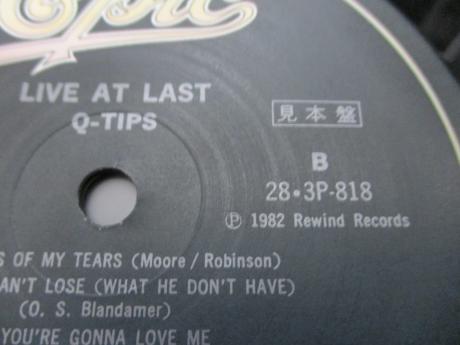 Epic
LIVE AT LAST
Q-TIPS
見本盤
B
28・3P-818
Ⓟ 1982 Rewind Records
S OF MY TEARS (Moore / Robinson)
AN'T LOSE (WHAT HE DON'T HAVE)
(O. S. Blandamer)
YOU'RE GONNA LOVE ME